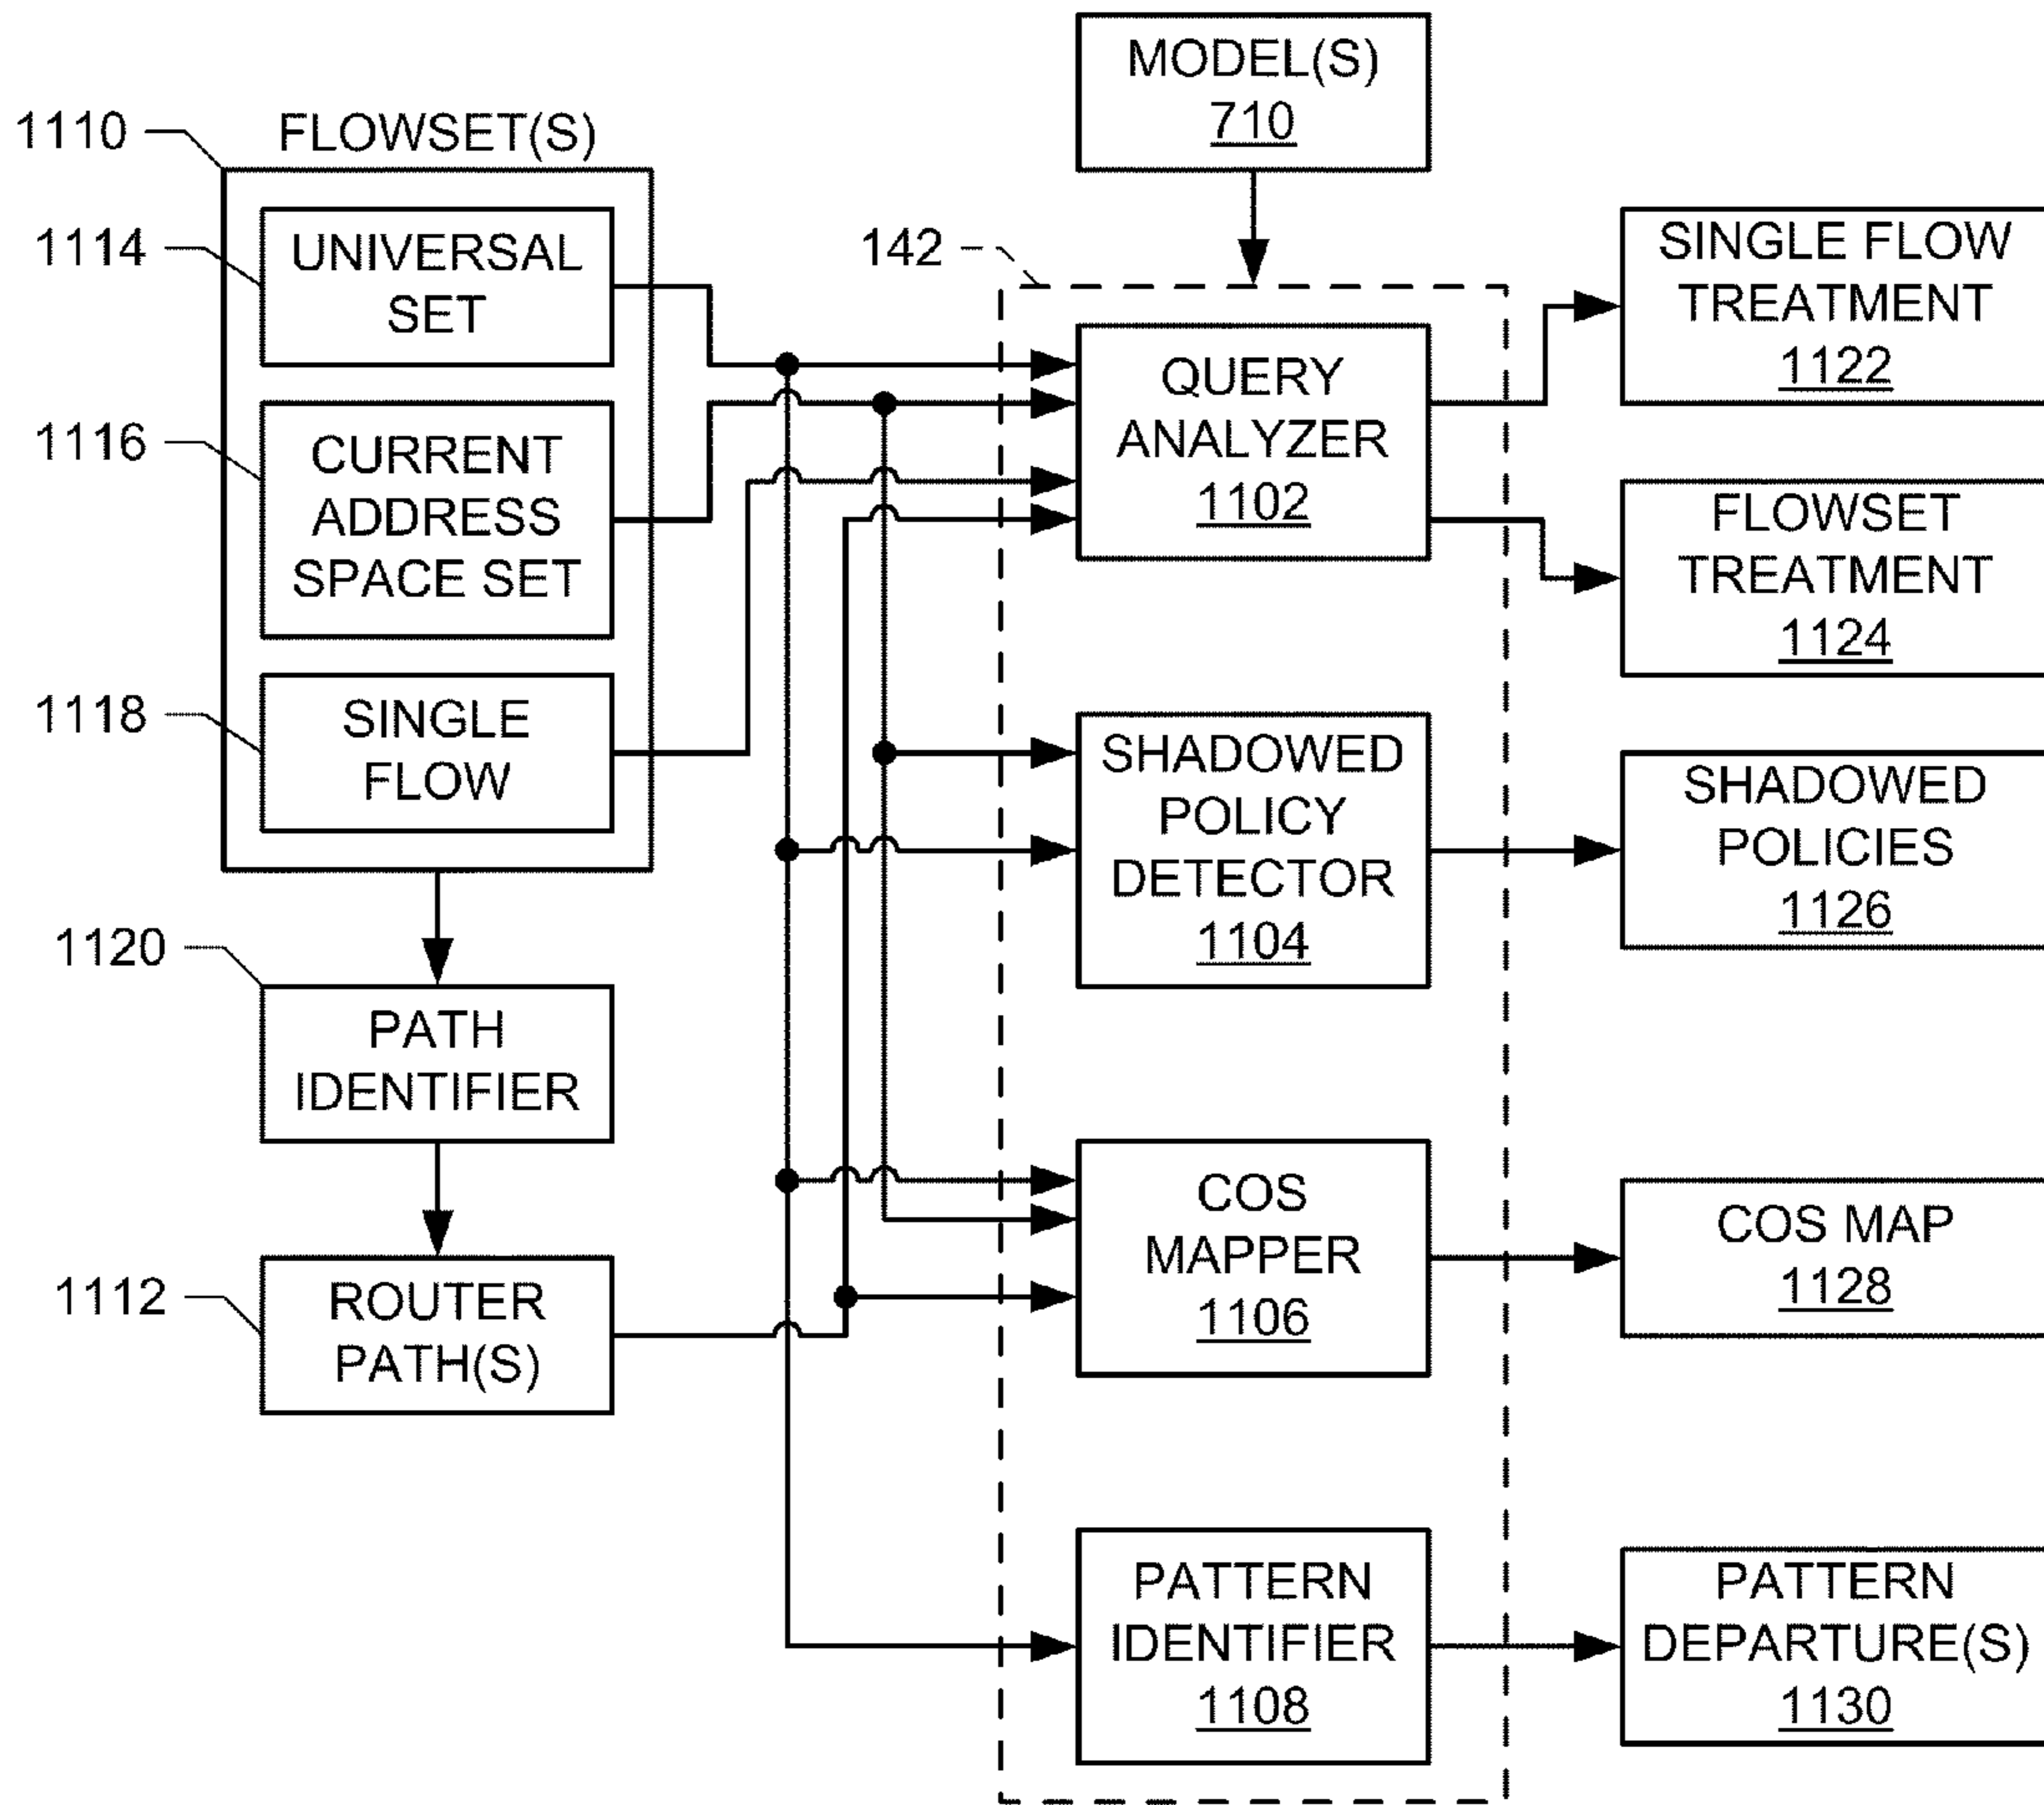 MODEL(S)
710
1110
FLOWSET(S)
1114
UNIVERSAL
SET
1116
CURRENT
ADDRESS
SPACE SET
1118
SINGLE
FLOW
1120
PATH
IDENTIFIER
1112
ROUTER
PATH(S)
142
QUERY
ANALYZER
1102
SHADOWED
POLICY
DETECTOR
1104
COS
MAPPER
1106
PATTERN
IDENTIFIER
1108
SINGLE FLOW
TREATMENT
1122
FLOWSET
TREATMENT
1124
SHADOWED
POLICIES
1126
COS MAP
1128
PATTERN
DEPARTURE(S)
1130